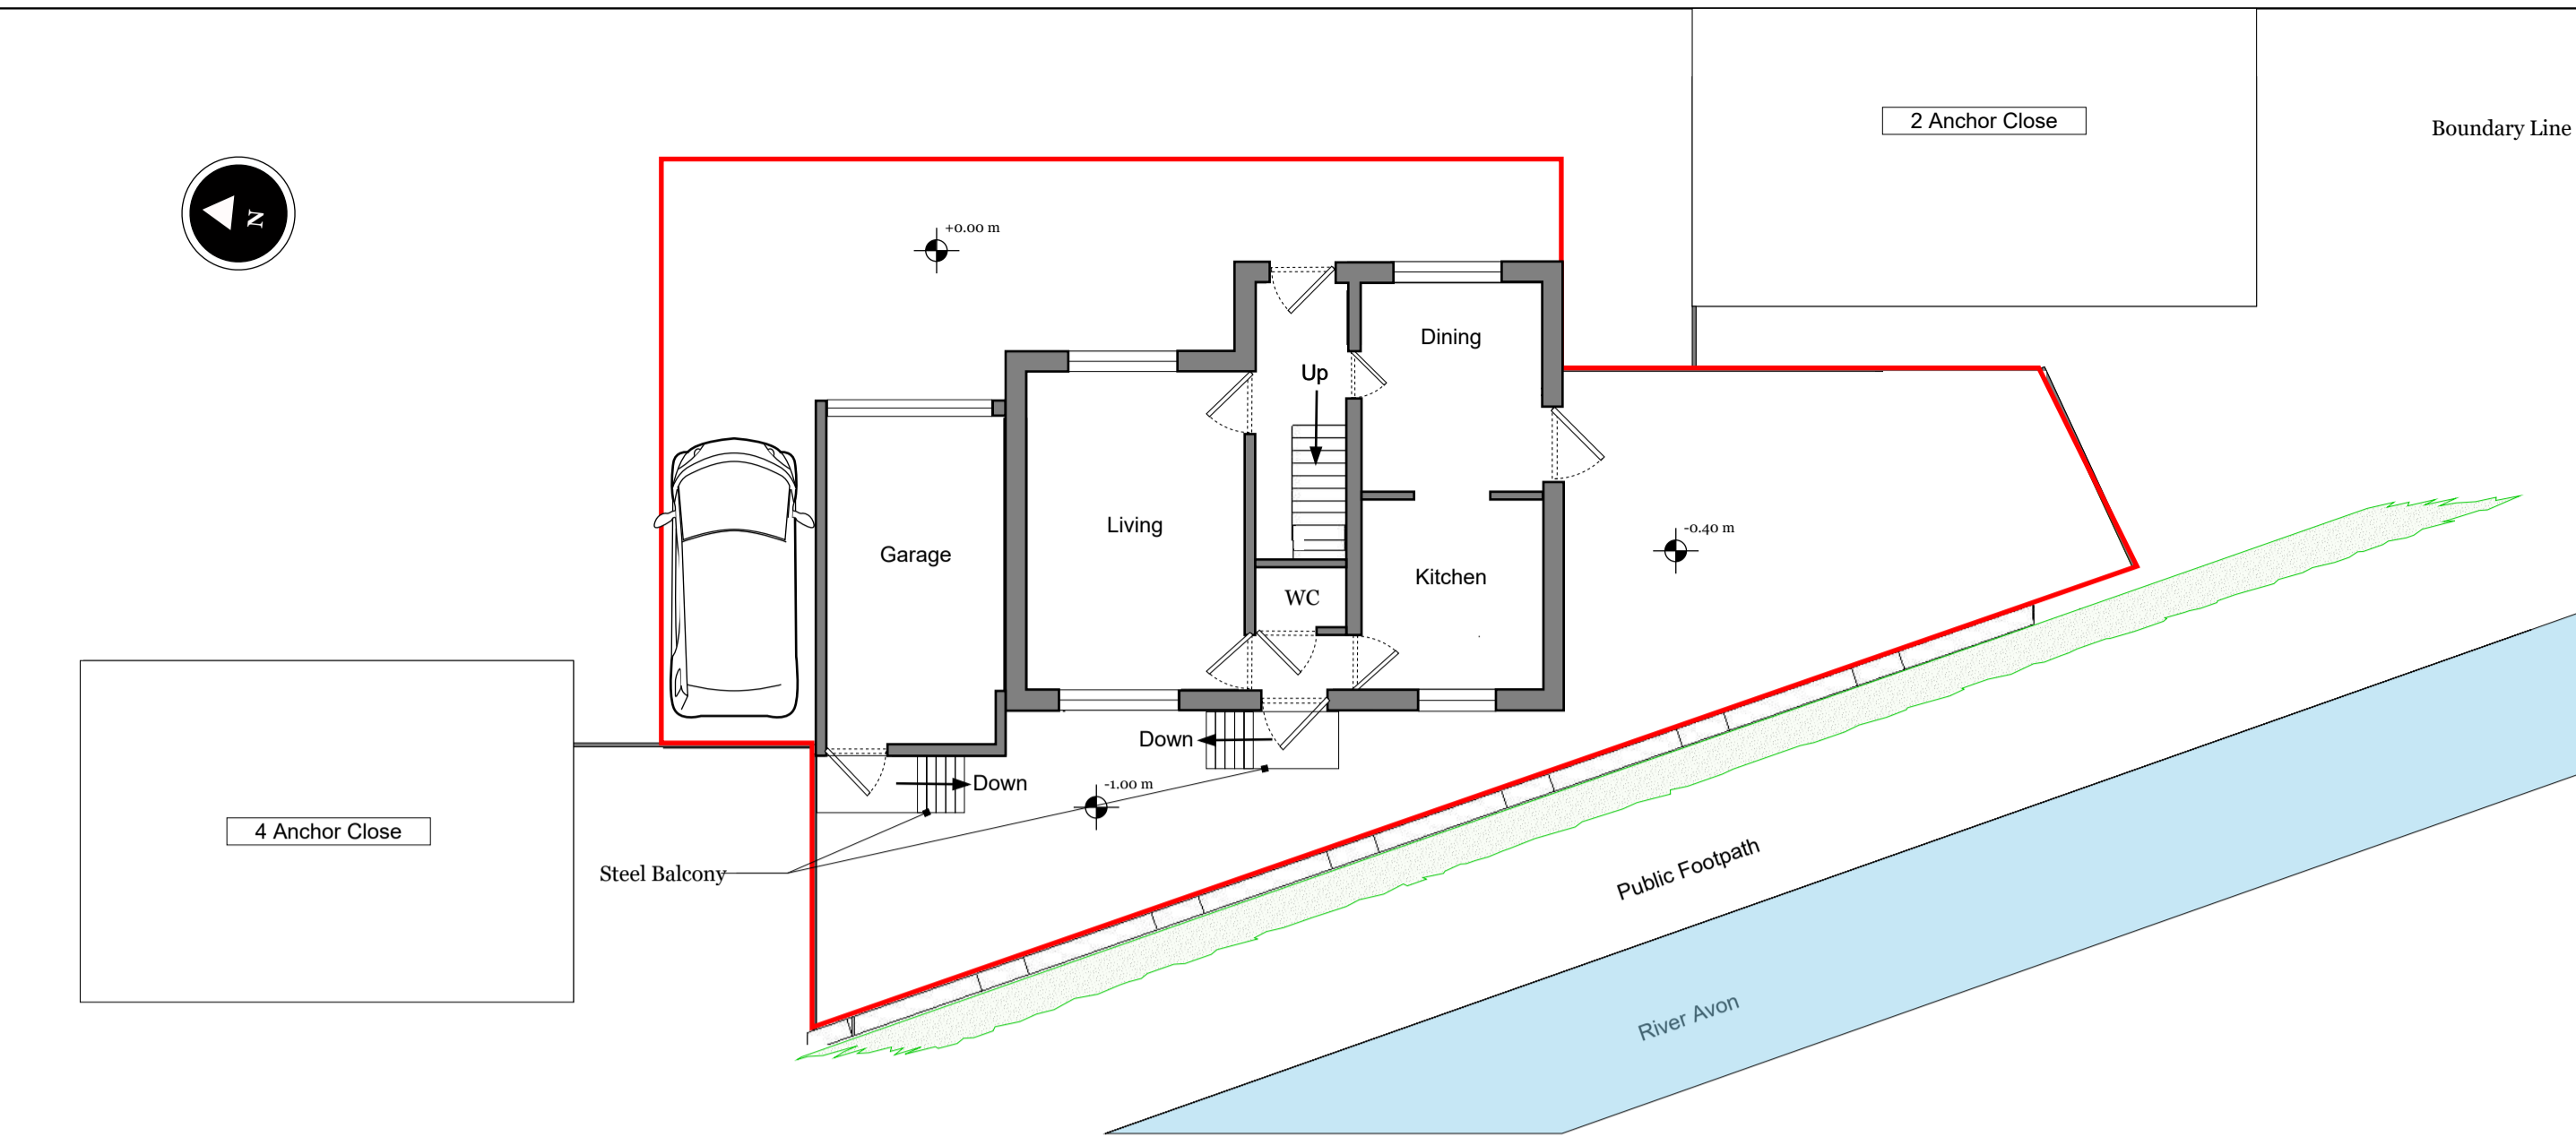 2 Anchor Close
Boundary Line
N
+0.00 m
Dining
Up
Living
-0.40 m
Garage
Kitchen
WC
Down
Down
-1.00 m
4 Anchor Close
Steel Balcony
Public Footpath
River Avon